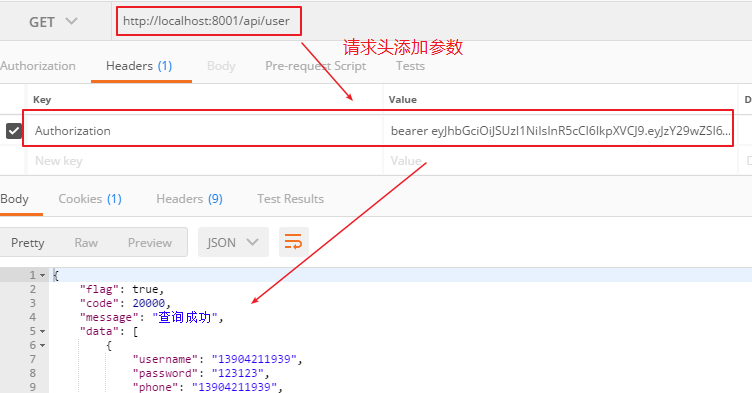 GET http://localhost:8001/api/user
请求头添加参数
Authorization Headers (1) Body Pre-request Script Tests
Key Value D
Authorization bearer eyJhbGciOiJSUzI1NiIsInR5cCI6IkpXVCJ9.eyJzY29wZSI6...
New key Value D
Body Cookies (1) Headers (9) Test Results
Pretty Raw Preview JSON
1 {
2 "flag": true,
3 "code": 20000,
4 "message": "查询成功",
5 "data": [
6 {
7 "username": "13904211939",
8 "password": "123123",
9 "phone": "13904211939",